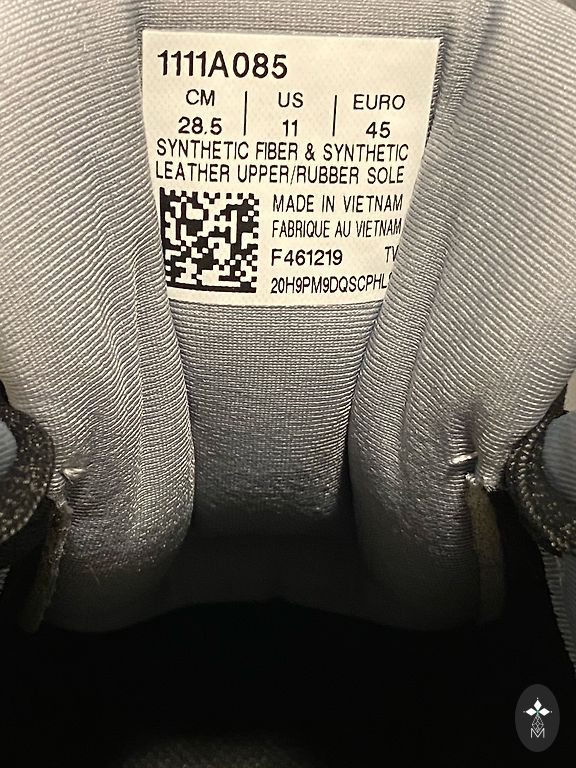 1111A085
CM | US | EURO
28.5 | 11 | 45
SYNTHETIC FIBER & SYNTHETIC
LEATHER UPPER/RUBBER SOLE
MADE IN VIETNAM
FABRIQUE AU VIETNAM
F461219 TV
M